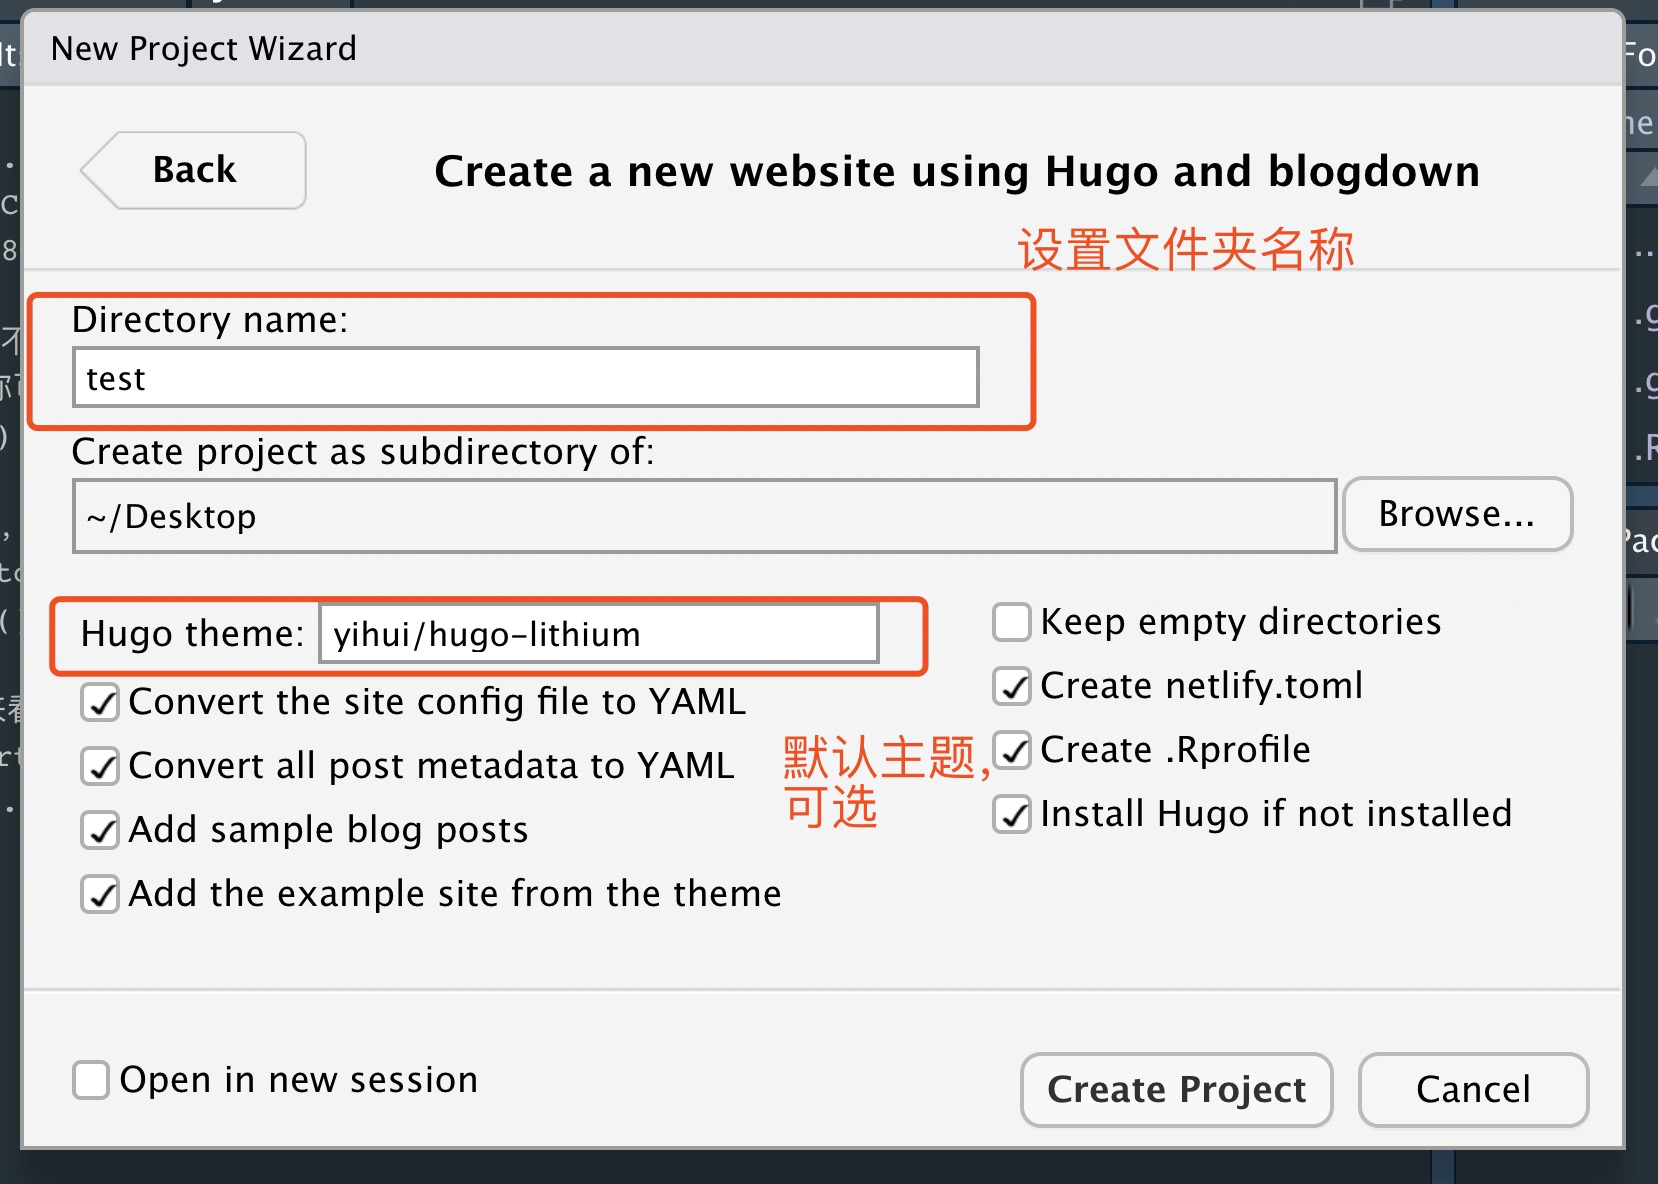 New Project Wizard
Back
Create a new website using Hugo and blogdown
设置文件夹名称
Directory name:
test
Create project as subdirectory of:
~/Desktop
Browse...
Hugo theme: yihui/hugo-lithium
Keep empty directories
Convert the site config file to YAML
Create netlify.toml
Convert all post metadata to YAML
默认主题,
可选
Create .Rprofile
Add sample blog posts
Install Hugo if not installed
Add the example site from the theme
Open in new session
Create Project
Cancel